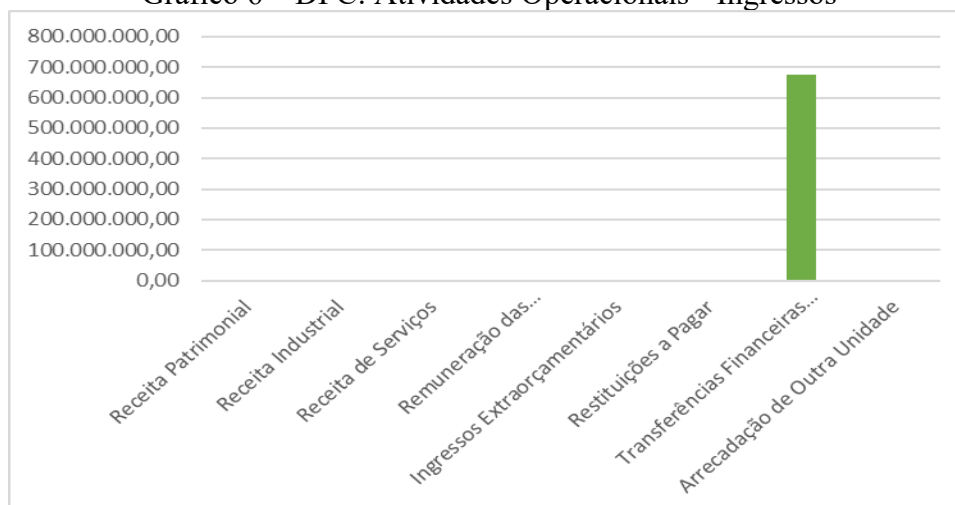 Gráfico 6 – DFC: Atividades Operacionais - Ingressos
800.000.000,00
700.000.000,00
600.000.000,00
500.000.000,00
400.000.000,00
300.000.000,00
200.000.000,00
100.000.000,00
0,00
Receita Patrimonial
Receita Industrial
Receita de Serviços
Remuneração das...
Ingressos Extraorçamentários
Restituições a Pagar
Transferências Financeiras...
Arrecadação de Outra Unidade